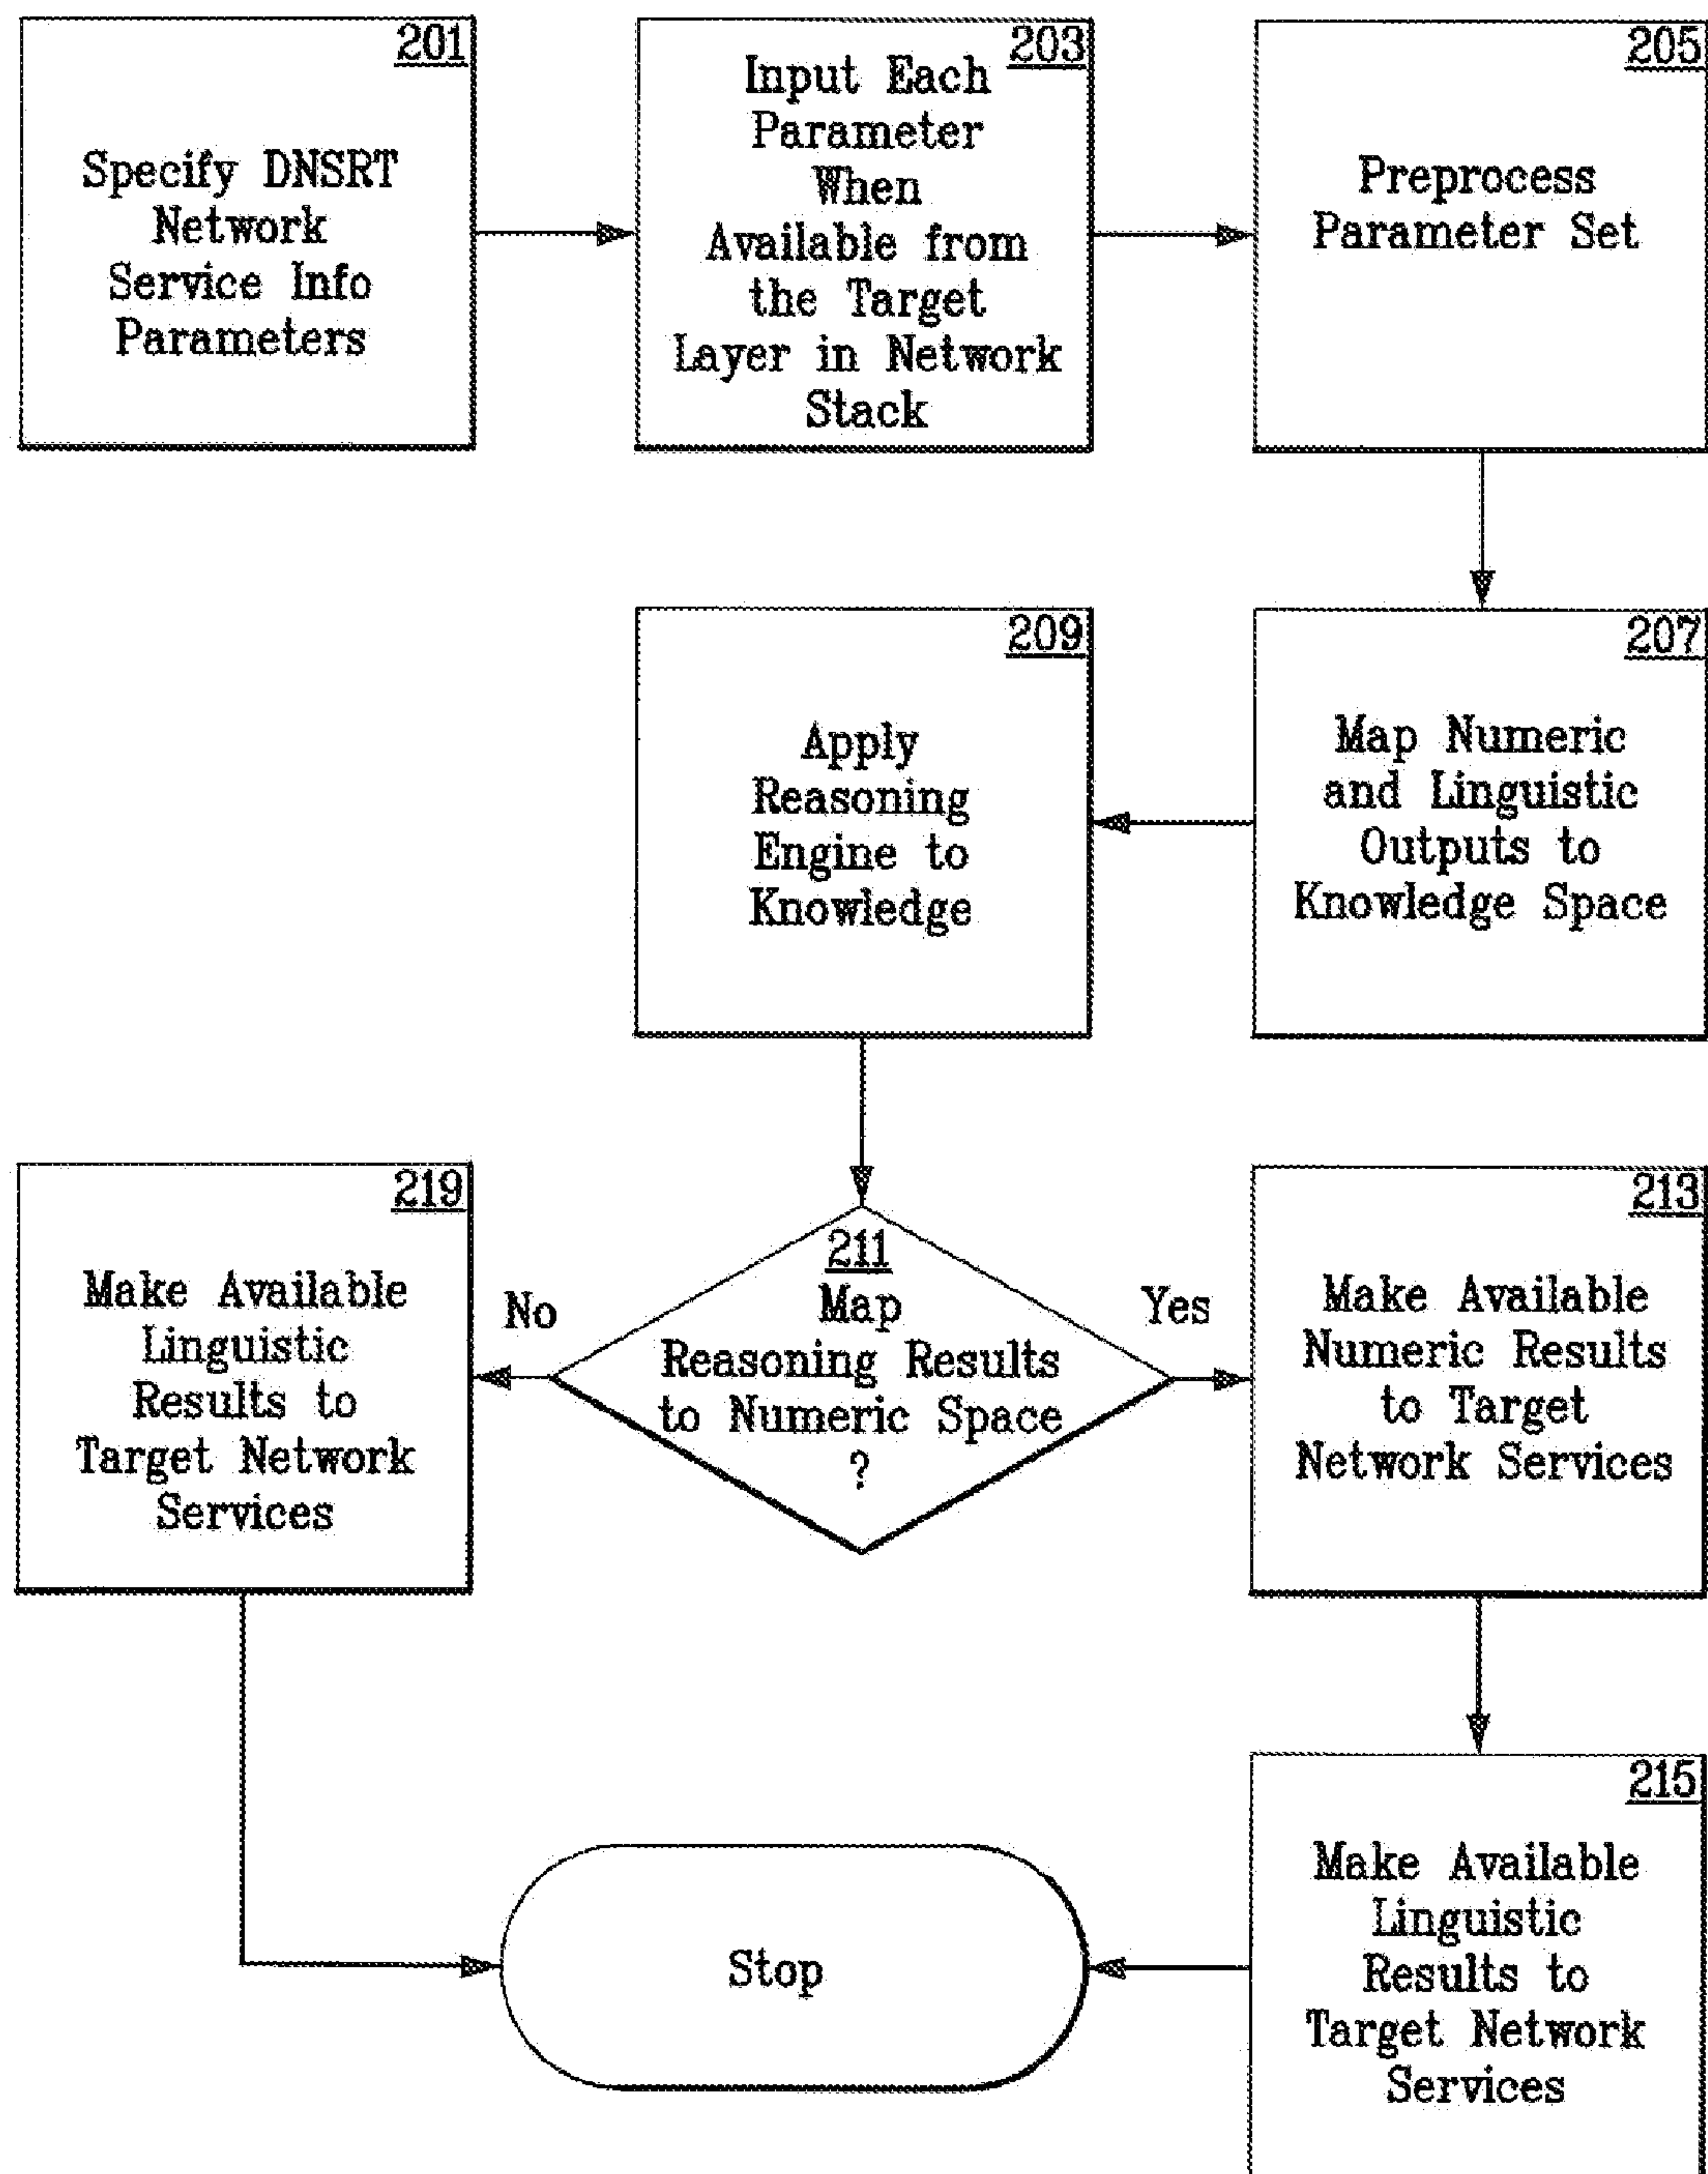 201
Specify DNSRT
Network
Service Info
Parameters
203
Input Each
Parameter
When
Available from
the Target
Layer in Network
Stack
205
Preprocess
Parameter Set
207
Map Numeric
and Linguistic
Outputs to
Knowledge Space
209
Apply
Reasoning
Engine to
Knowledge
211
Map
Reasoning Results
to Numeric Space
?
No
Yes
219
Make Available
Linguistic
Results to
Target Network
Services
213
Make Available
Numeric Results
to Target
Network Services
215
Make Available
Linguistic
Results to
Target Network
Services
Stop